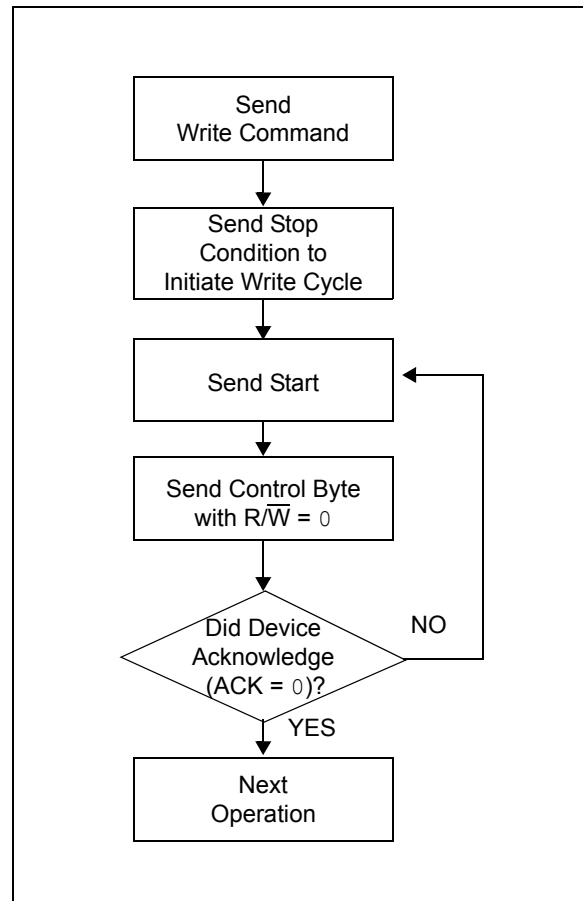 Send
Write Command
Send Stop
Condition to
Initiate Write Cycle
Send Start
Send Control Byte
with R/W̅ = 0
Did Device
Acknowledge
(ACK = 0)?
NO
YES
Next
Operation